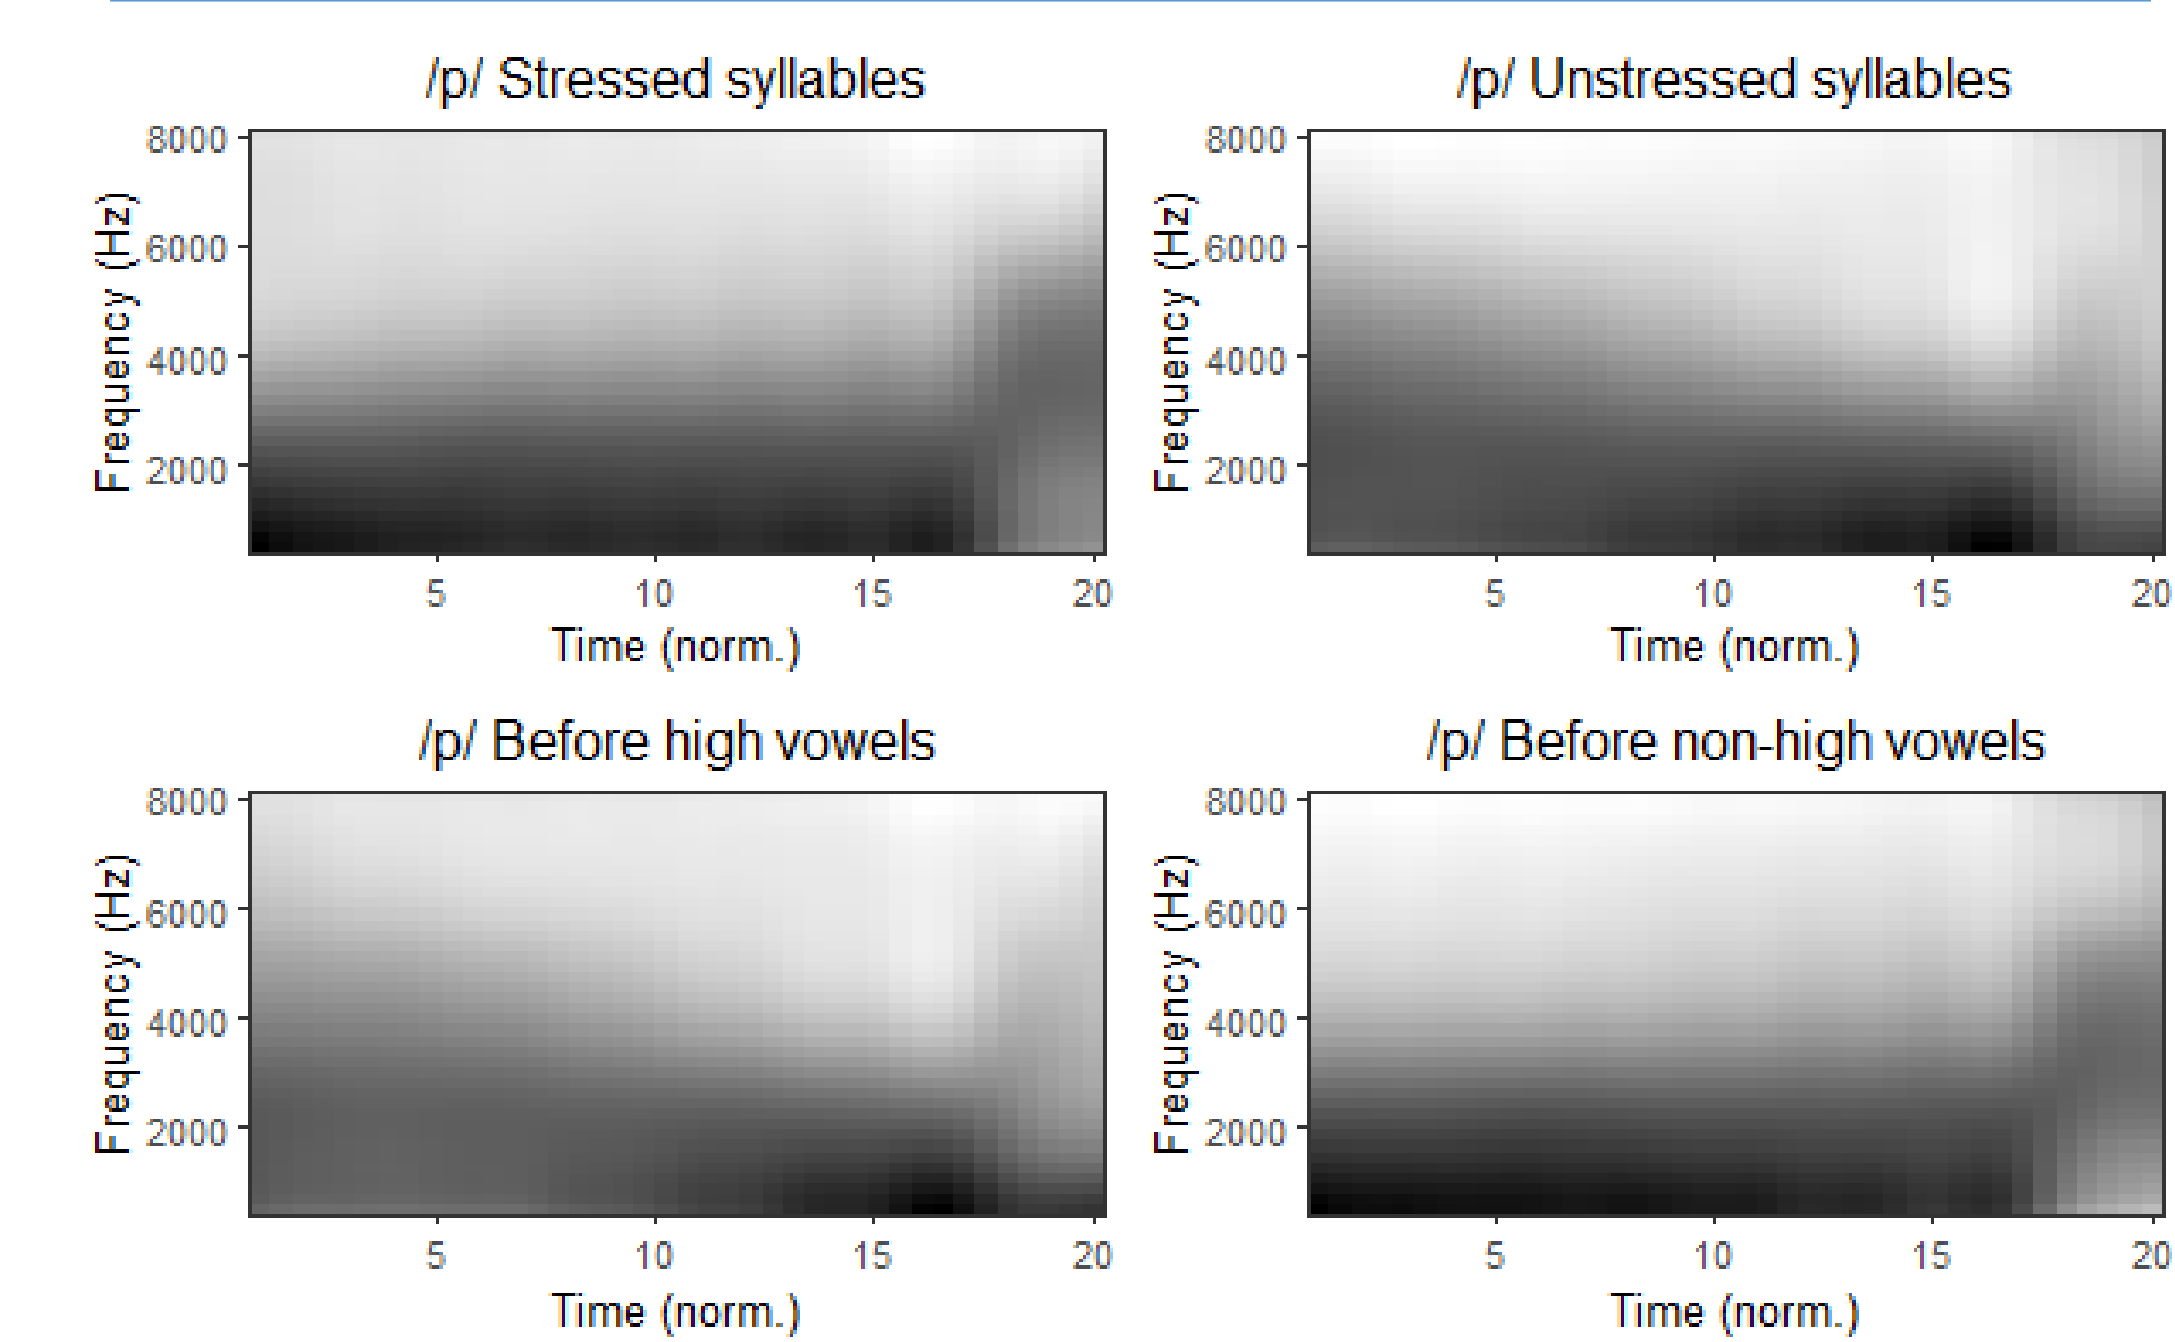 /p/ Stressed syllables
Frequency (Hz)
8000
6000
4000
2000
5 10 15 20
Time (norm.)
/p/ Unstressed syllables
Frequency (Hz)
8000
6000
4000
2000
5 10 15 20
Time (norm.)
/p/ Before high vowels
Frequency (Hz)
8000
6000
4000
2000
5 10 15 20
Time (norm.)
/p/ Before non-high vowels
Frequency (Hz)
8000
6000
4000
2000
5 10 15 20
Time (norm.)